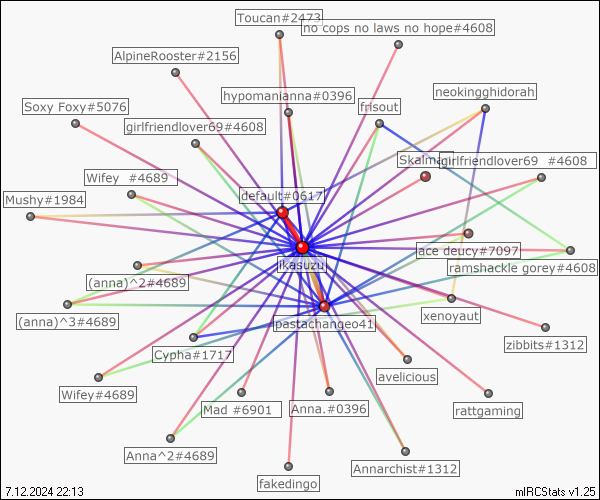 Toucan#2473
no cops no laws no hope#4608
AlpineRooster#2156
neokingghidorah
hypomanianna#0396
frisout
Soxy Foxy#5076
girlfriendlover69#4608
Skalma
girlfriendlover69 #4608
Wifey #4689
default#0617
Mushy#1984
ace deucy#7097
ikasuzu
ramshackle gorey#4608
(anna)^2#4689
xenoyaut
(anna)^3#4689
pastachangeo41
zibbits#1312
Cypha#1717
avelicious
Wifey#4689
Mad #6901
Anna.#0396
rattgaming
Anna^2#4689
Annarchist#1312
fakedingo
7.12.2024 22:13
mIRCStats v1.25